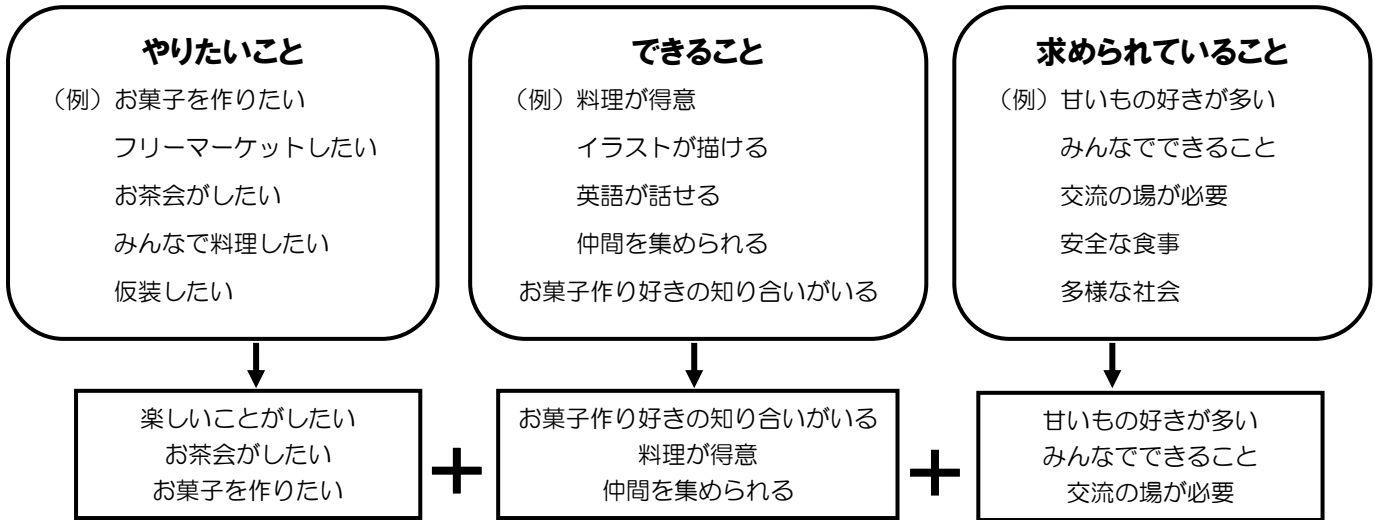 やりたいこと
（例）お菓子を作りたい
フリーマーケットしたい
お茶会がしたい
みんなで料理したい
仮装したい
できること
（例）料理が得意
イラストが描ける
英語が話せる
仲間を集められる
お菓子作り好きの知り合いがいる
求められていること
（例）甘いもの好きが多い
みんなでできること
交流の場が必要
安全な食事
多様な社会
楽しいことがしたい
お茶会がしたい
お菓子を作りたい
＋
お菓子作り好きの知り合いがいる
料理が得意
仲間を集められる
＋
甘いもの好きが多い
みんなでできること
交流の場が必要